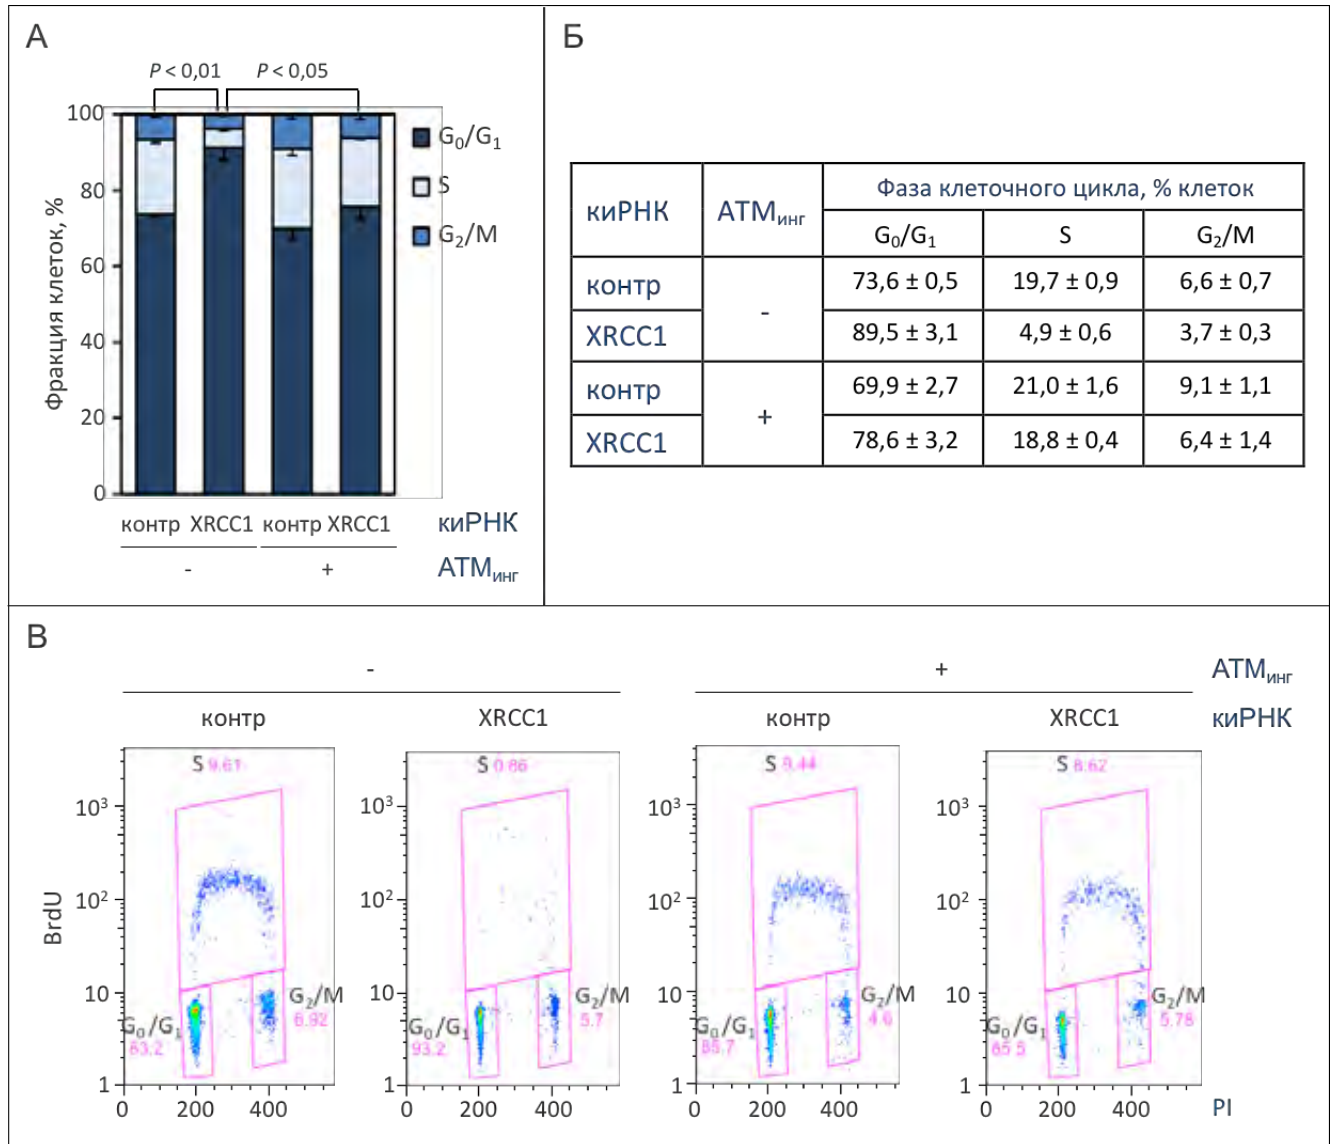 А
P < 0,01
P < 0,05
100
80
60
40
20
0
Фракция клеток, %
G₀/G₁
S
G₂/M
контр XRCC1 контр XRCC1 киРНК
- + АТМинг
Б
киРНК АТМинг Фаза клеточного цикла, % клеток
G₀/G₁ S G₂/M
контр - 73,6 ± 0,5 19,7 ± 0,9 6,6 ± 0,7
XRCC1 89,5 ± 3,1 4,9 ± 0,6 3,7 ± 0,3
контр + 69,9 ± 2,7 21,0 ± 1,6 9,1 ± 1,1
XRCC1 78,6 ± 3,2 18,8 ± 0,4 6,4 ± 1,4
В
- + АТМинг
контр XRCC1 контр XRCC1 киРНК
BrdU
S 9.61
10³
10²
10
1
G₀/G₁
G₂/M
6.92
0 200 400
S 0.86
10³
10²
10
1
G₀/G₁
93.2
G₂/M
5.7
0 200 400
S 9.44
10³
10²
10
1
G₀/G₁
85.7
G₂/M
4.6
0 200 400
S 8.62
10³
10²
10
1
G₀/G₁
85.5
G₂/M
5.78
0 200 400
PI